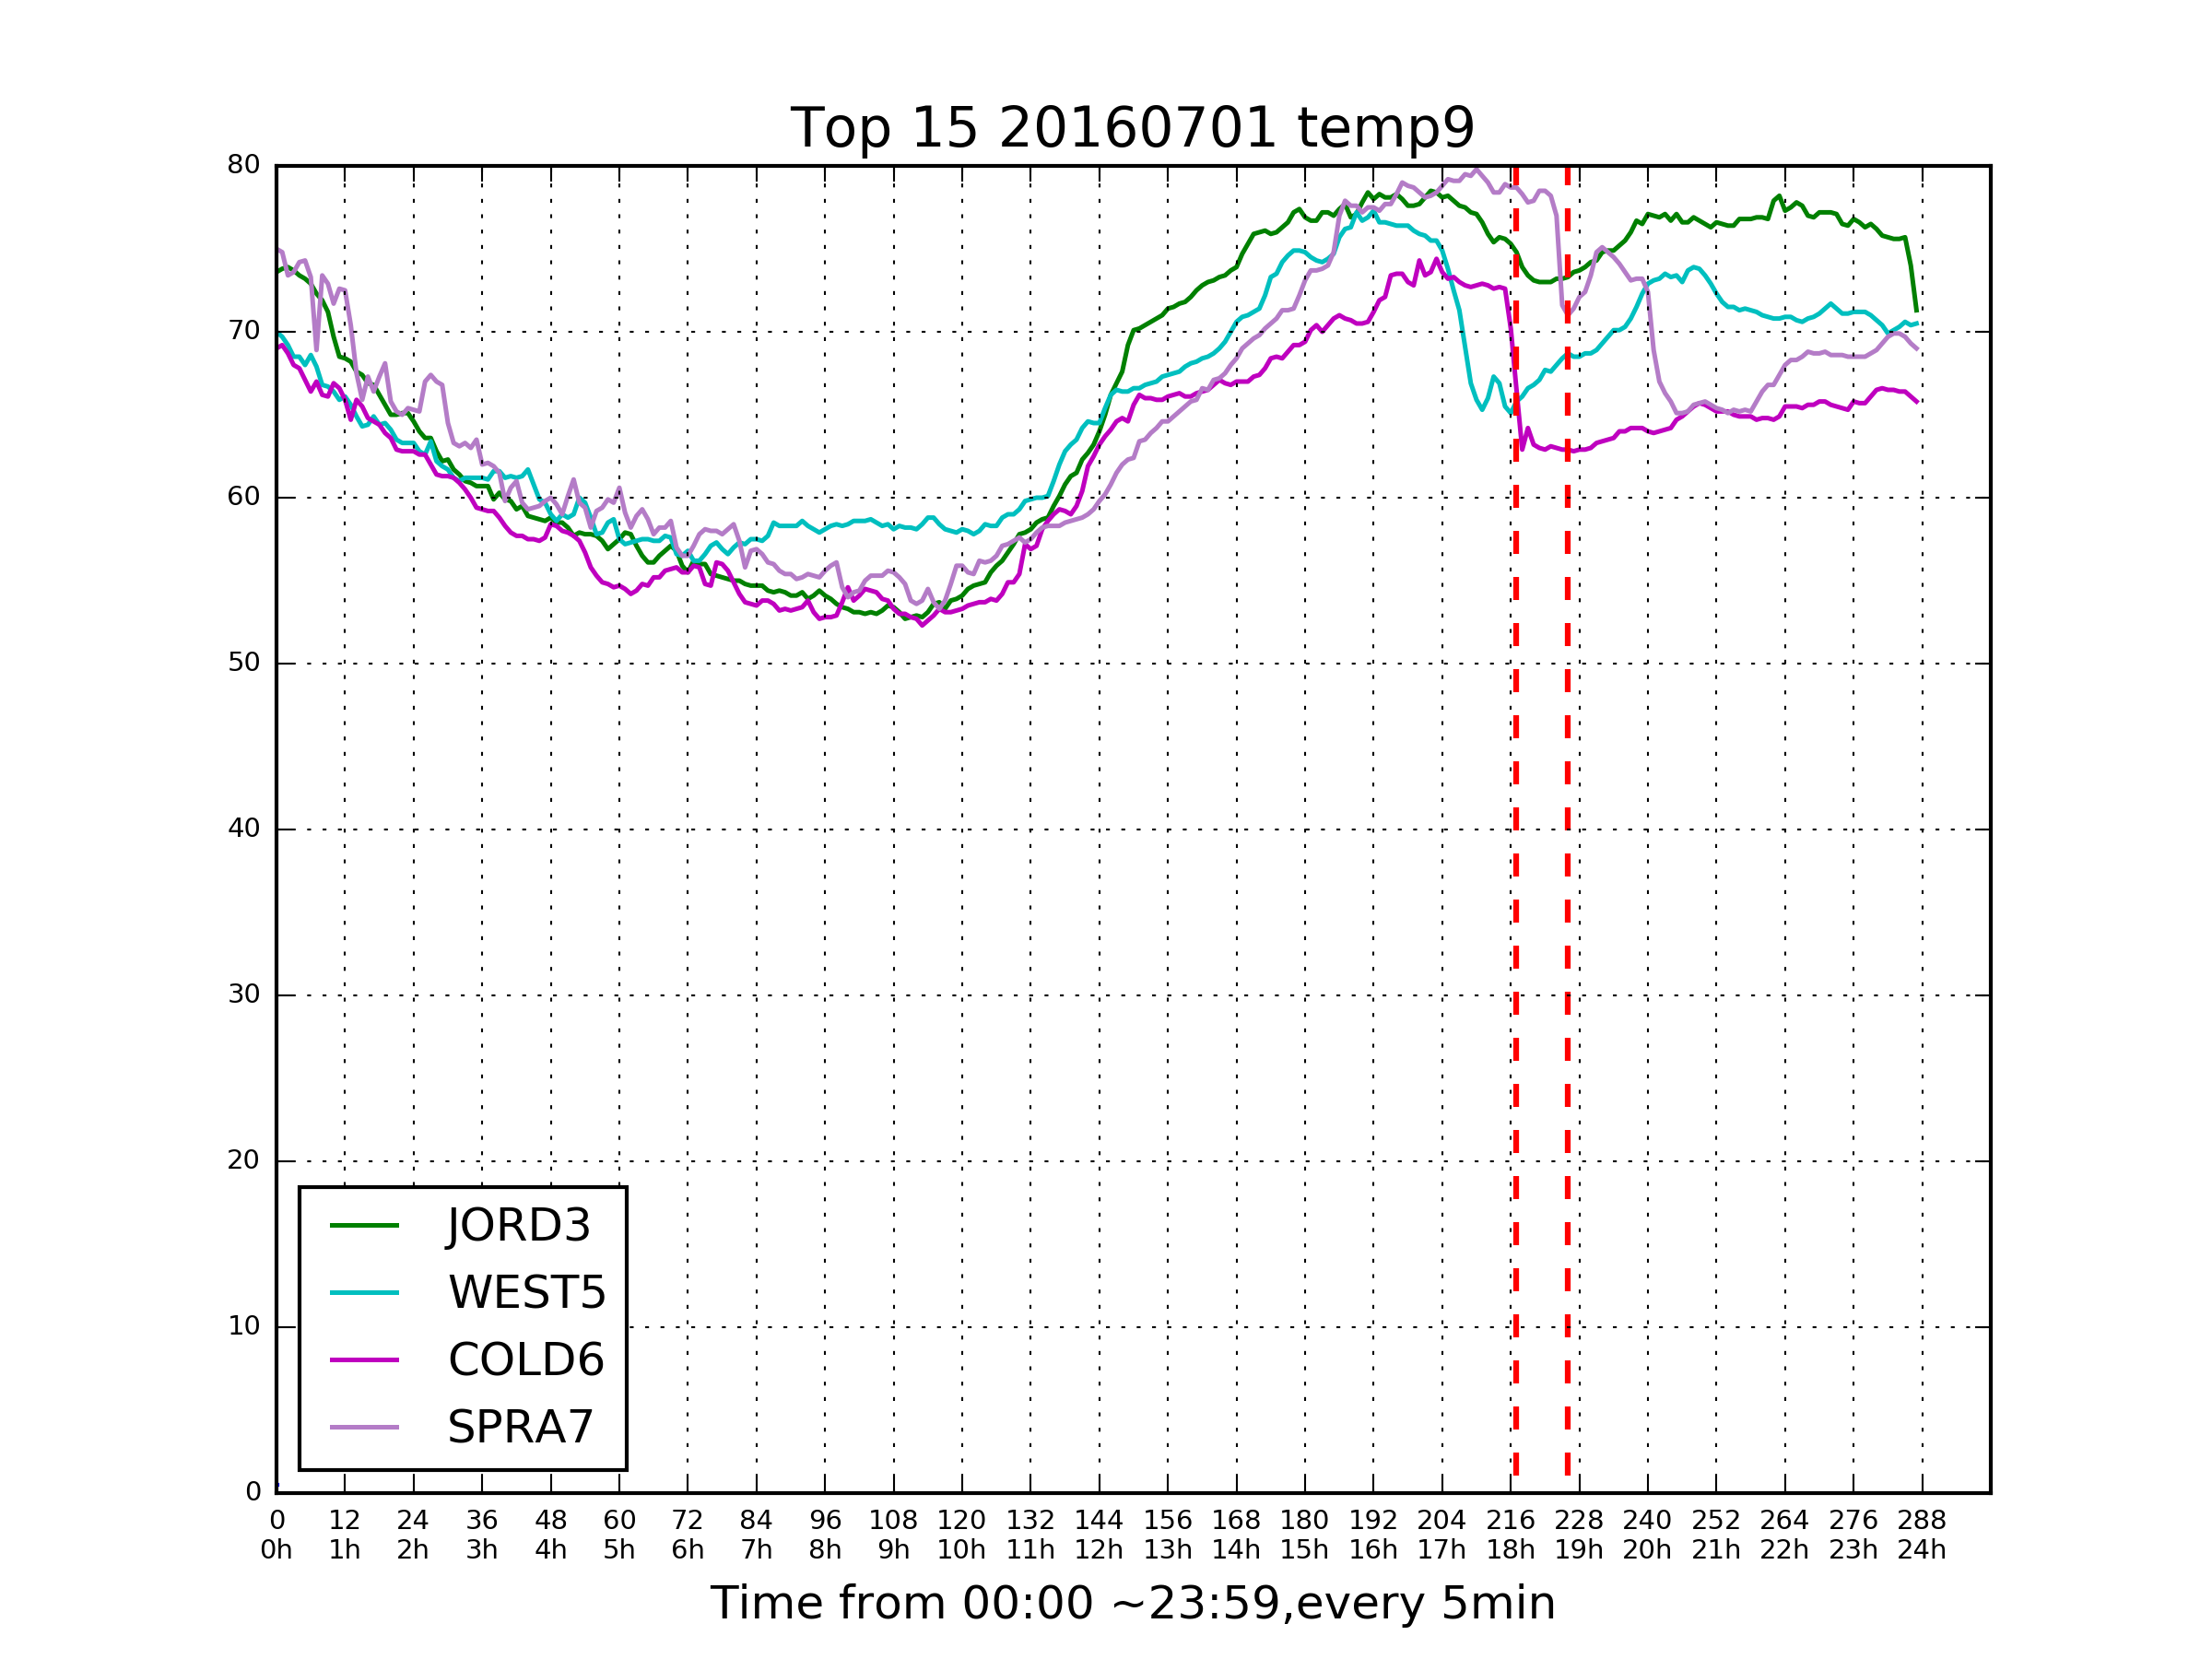 Top 15 20160701 temp9
80
70
60
50
40
30
20
10
0
JORD3
WEST5
COLD6
SPRA7
0 12 24 36 48 60 72 84 96 108 120 132 144 156 168 180 192 204 216 228 240 252 264 276 288
0h 1h 2h 3h 4h 5h 6h 7h 8h 9h 10h 11h 12h 13h 14h 15h 16h 17h 18h 19h 20h 21h 22h 23h 24h
Time from 00:00 ~23:59,every 5min